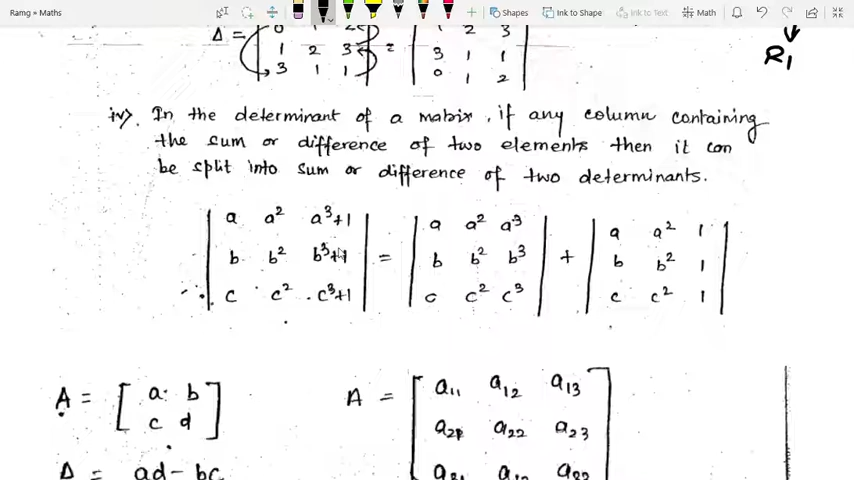 Ramg = Maths
Shapes Ink to Shape Ink to Text Math
Δ =
1 2 3
1 2 3 = 3 1 1
3 1 1 0 1 2
R1
iv). In the determinant of a matrix, if any column containing
the sum or difference of two elements then it can
be split into sum or difference of two determinants.
| a a² a³+1 | | a a² a³ | | a a² 1 |
| b b² b³+1 | = | b b² b³ | + | b b² 1 |
| c c² c³+1 | | c c² c³ | | c c² 1 |
A = [ a b A = [ a11 a12 a13 ]
c d ] a21 a22 a23
Δ = ad - bc